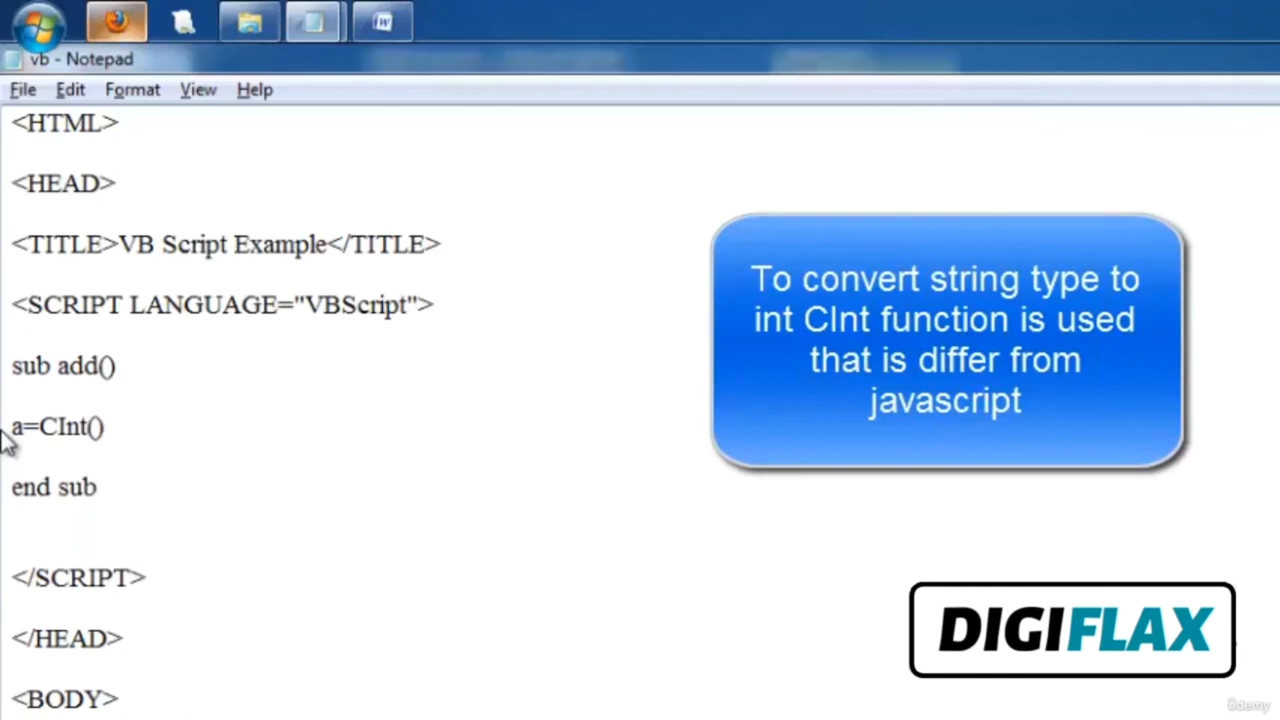 vb - Notepad
File Edit Format View Help
<HTML>
<HEAD>
<TITLE>VB Script Example</TITLE>
<SCRIPT LANGUAGE="VBScript">
sub add()
a=CInt()
end sub
</SCRIPT>
</HEAD>
<BODY>
To convert string type to
int CInt function is used
that is differ from
javascript
DIGIFLAX
ûdemy